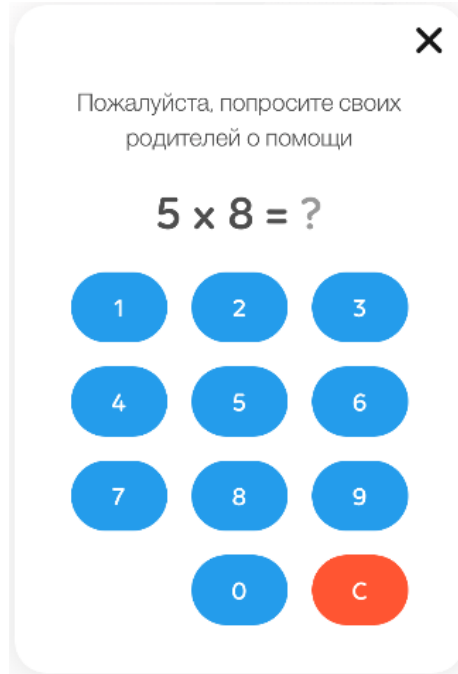 Пожалуйста, попросите своих
родителей о помощи
5 x 8 = ?
1 2 3
4 5 6
7 8 9
0 C